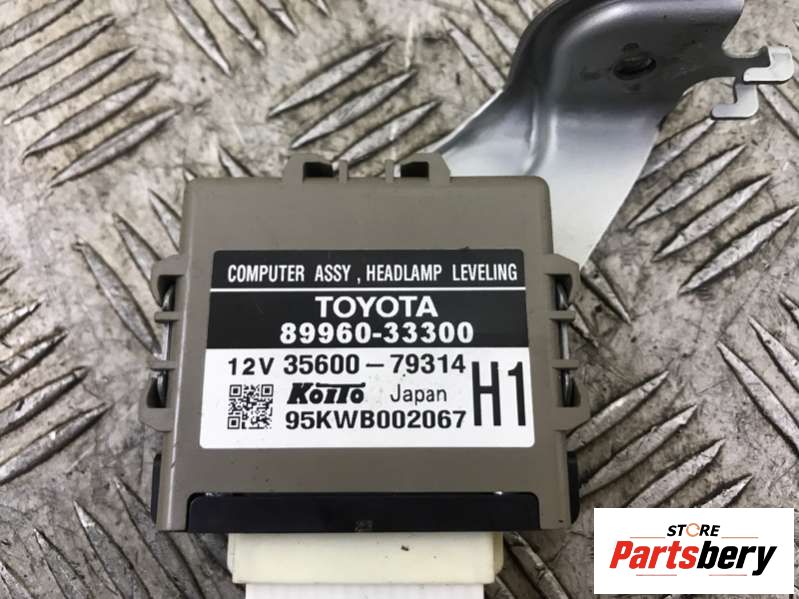 COMPUTER ASSY , HEADLAMP LEVELING
TOYOTA
89960-33300
12V 35600-79314
KOITO Japan H1
95KWB002067
STORE
Partsbery